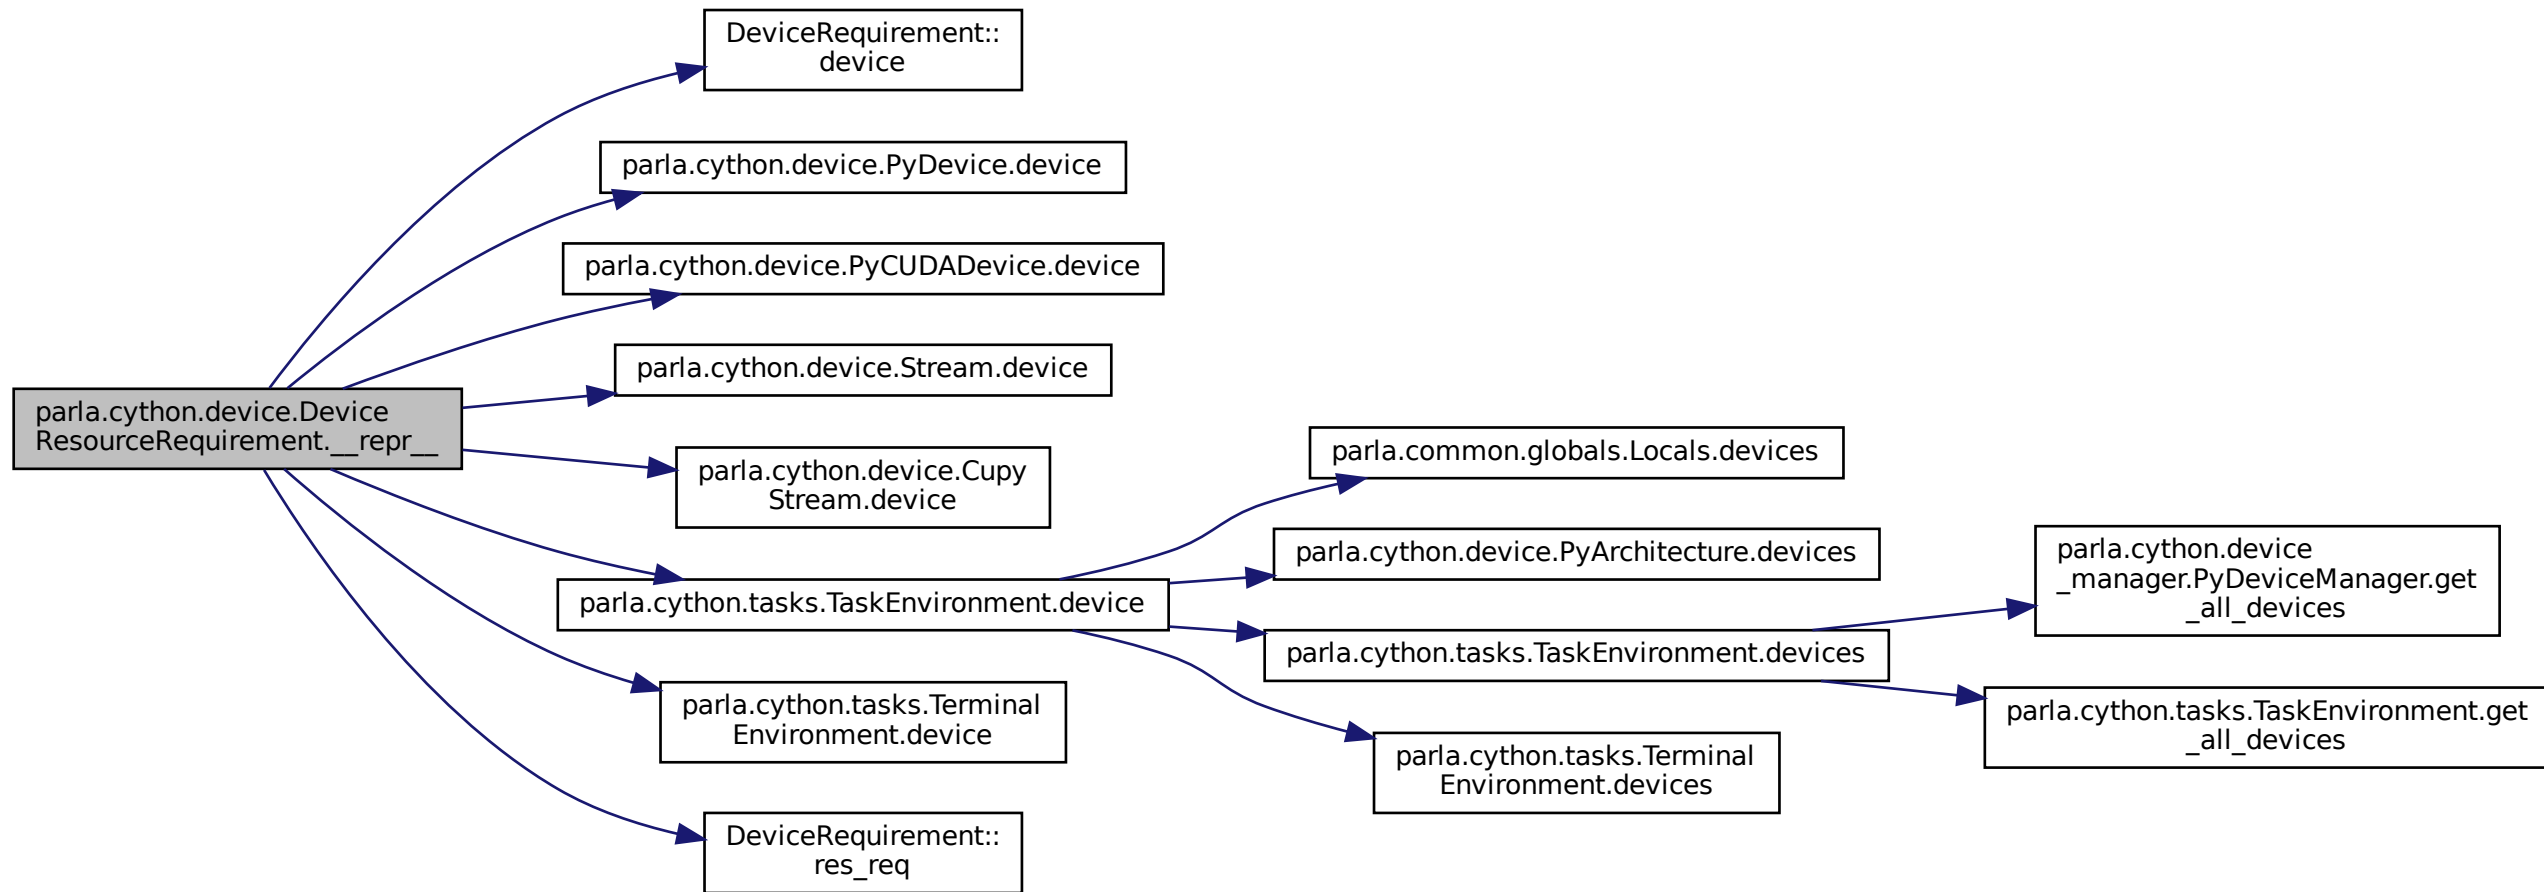 parla.cython.device.Device
ResourceRequirement.__repr__
DeviceRequirement::
device
parla.cython.device.PyDevice.device
parla.cython.device.PyCUDADevice.device
parla.cython.device.Stream.device
parla.cython.device.Cupy
Stream.device
parla.cython.tasks.TaskEnvironment.device
parla.cython.tasks.Terminal
Environment.device
DeviceRequirement::
res_req
parla.common.globals.Locals.devices
parla.cython.device.PyArchitecture.devices
parla.cython.tasks.TaskEnvironment.devices
parla.cython.tasks.Terminal
Environment.devices
parla.cython.device
_manager.PyDeviceManager.get
_all_devices
parla.cython.tasks.TaskEnvironment.get
_all_devices